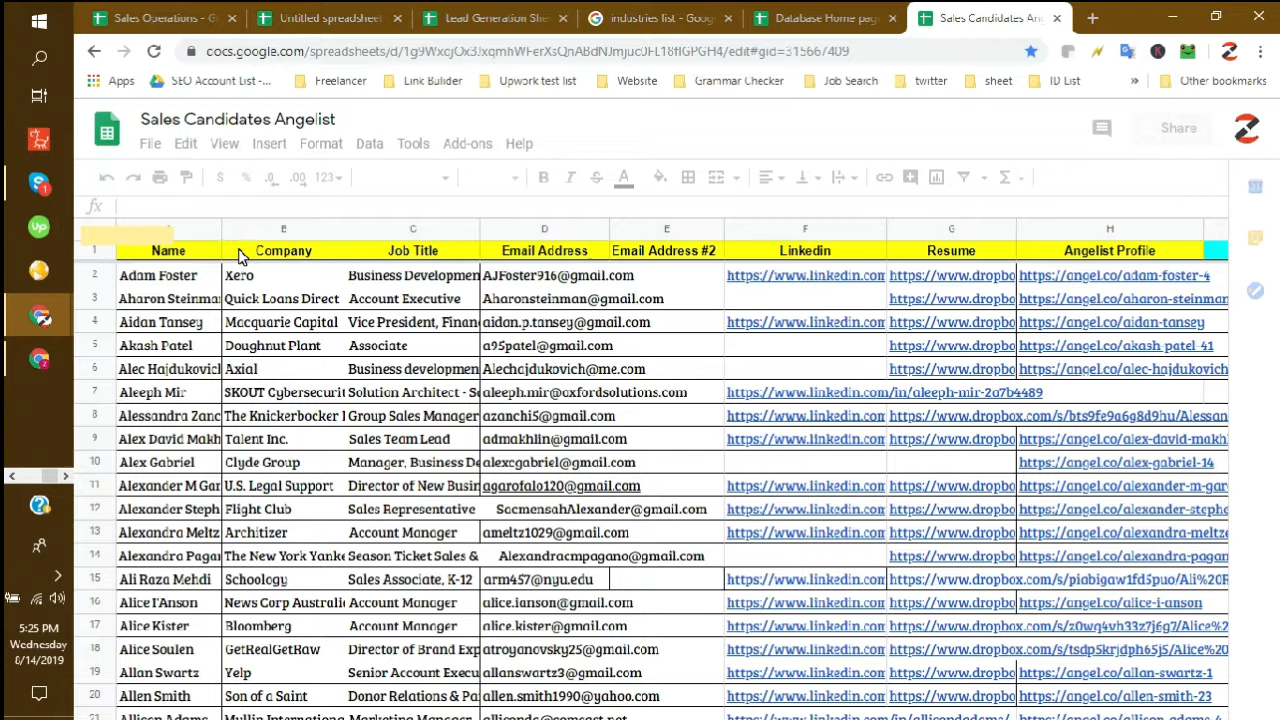 Sales Operations - G
Untitled spreadsheet
Lead Generation She
industries list - Goog
Database Home page
Sales Candidates Ang
Apps
SEO Account List -...
Freelancer
Link Builder
Upwork test list
Website
Grammar Checker
Job Search
twitter
sheet
ID List
Other bookmarks
Sales Candidates Angelist
File Edit View Insert Format Data Tools Add-ons Help
Share
$ % .0 .00 123
B I S A
fx
B C D E F G H
1 Name Company Job Title Email Address Email Address #2 Linkedin Resume Angelist Profile
2 Adam Foster Xero Business Developmen AJFoster916@gmail.com https://www.linkedin.com https://www.dropbo https://angel.co/adam-foster-4
3 Aharon Steinman Quick Loans Direct Account Executive Aharonsteinman@gmail.com https://www.dropbo https://angel.co/aharon-steinman
4 Aidan Tansey Macquarie Capital Vice President, Finan aidan.p.tansey@gmail.com https://www.linkedin.com https://www.dropbo https://angel.co/aidan-tansey
5 Akash Patel Doughnut Plant Associate a95patel@gmail.com https://www.dropbo https://angel.co/akash-patel-41
6 Alec Hajdukovich Axial Business developmen Alechajdukovich@me.com https://www.linkedin.com https://www.dropbo https://angel.co/alec-hajdukovich
7 Aleeph Mir SKOUT Cybersecurit Solution Architect - S aleeph.mir@oxfordsolutions.com https://www.linkedin.com/in/aleeph-mir-2a7b4489
8 Alessandra Zanc The Knickerbocker Group Sales Manager azanchi5@gmail.com https://www.linkedin.com https://www.dropbox.com/s/bts9fe9a6g8d9hu/Alessan
9 Alex David Makh Talent Inc. Sales Team Lead admakhlin@gmail.com https://www.linkedin.com https://www.dropbo https://angel.co/alex-david-makh
10 Alex Gabriel Clyde Group Manager, Business De alexcgabriel@gmail.com https://angel.co/alex-gabriel-14
11 Alexander M Gar U.S. Legal Support Director of New Busin agarofalo120@gmail.com https://www.linkedin.com https://www.dropbo https://angel.co/alexander-m-gar
12 Alexander Steph Flight Club Sales Representative SacmensahAlexander@gmail.com https://www.linkedin.com https://www.dropbo https://angel.co/alexander-stepho
13 Alexandra Meltz Architizer Account Manager ameltz1029@gmail.com https://www.linkedin.com https://www.dropbo https://angel.co/alexandra-meltze
14 Alexandra Pagan The New York Yanke Season Ticket Sales & Alexandracmpagano@gmail.com https://www.dropbo https://angel.co/alexandra-pagan
15 Ali Raza Mehdi Schoology Sales Associate, K-12 arm457@nyu.edu https://www.linkedin.com https://www.dropbox.com/s/piabigaw1fd5puo/Ali%20R
16 Alice I'Anson News Corp Australi Account Manager alice.ianson@gmail.com https://www.linkedin.com https://www.dropbo https://angel.co/alice-i-anson
17 Alice Kister Bloomberg Account Manager alice.kister@gmail.com https://www.linkedin.com https://www.dropbox.com/s/z0wq4vh33z7j6g7/Alice%2
18 Alice Soulen GetRealGetRaw Director of Brand Exp atroyanovsky25@gmail.com https://www.linkedin.com https://www.dropbox.com/s/tsdp5krjdph65j5/Alice%20
19 Allan Swartz Yelp Senior Account Execu allanswartz3@gmail.com https://www.linkedin.com https://www.dropbo https://angel.co/allan-swartz-1
20 Allen Smith Son of a Saint Donor Relations & Pa allen.smith1990@yahoo.com https://www.linkedin.com https://www.dropbo https://angel.co/allen-smith-23
5:25 PM
Wednesday
8/14/2019